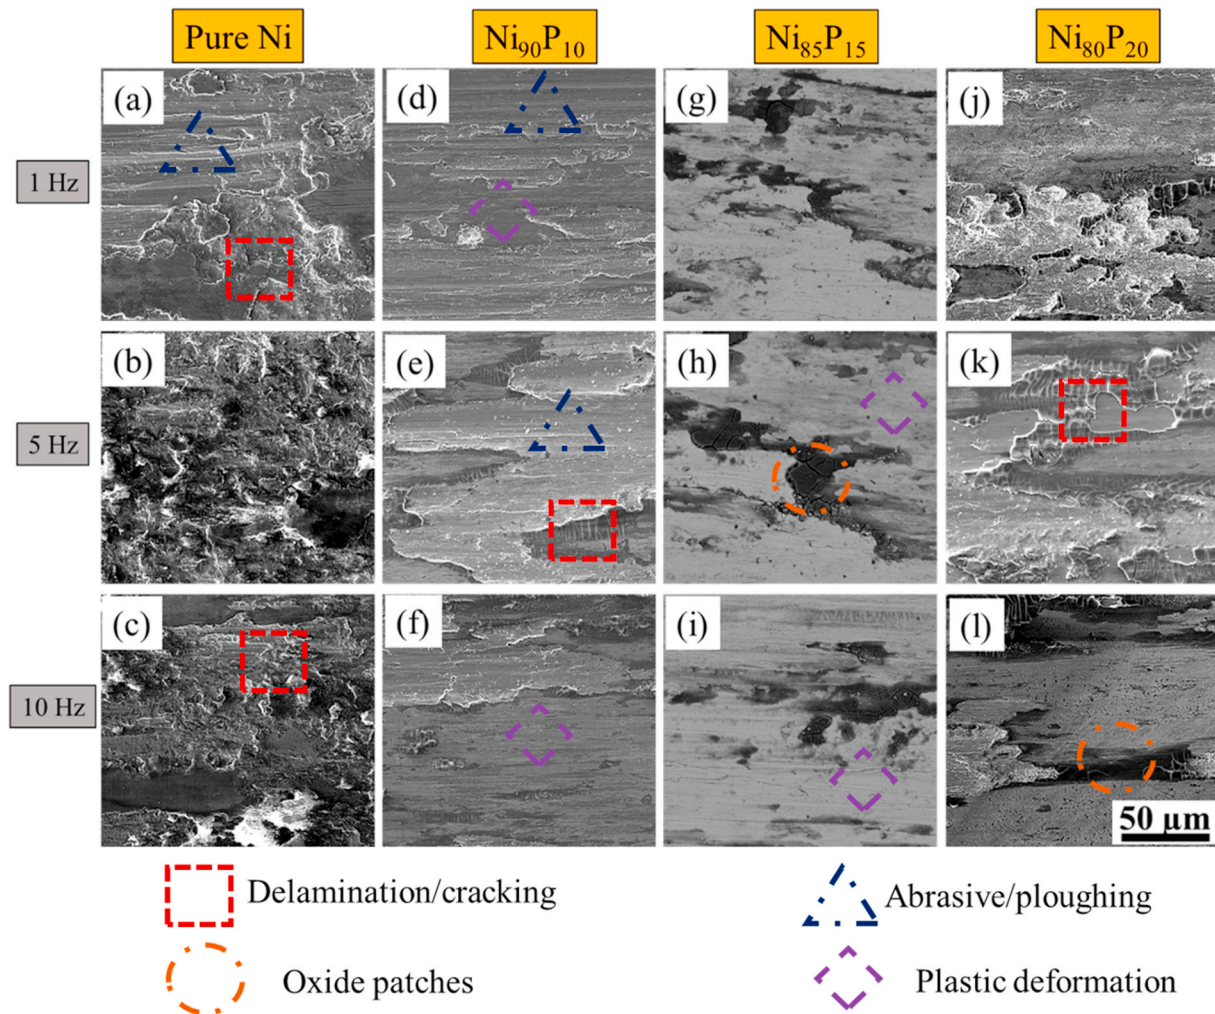 Pure Ni Ni₉₀P₁₀ Ni₈₅P₁₅ Ni₈₀P₂₀
1 Hz (a) (d) (g) (j)
5 Hz (b) (e) (h) (k)
10 Hz (c) (f) (i) (l)
50 µm
Delamination/cracking Abrasive/ploughing
Oxide patches Plastic deformation